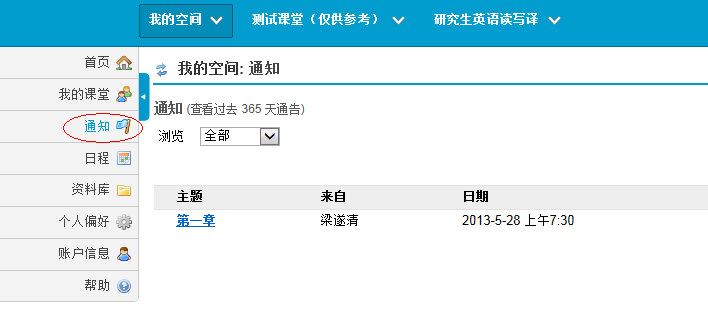 我的空间 测试课堂（仅供参考） 研究生英语读写译
首页
我的课堂
通知
日程
资料库
个人偏好
账户信息
帮助
我的空间: 通知
通知 (查看过去 365 天通告)
浏览 全部
主题 来自 日期
第一章 梁遂清 2013-5-28 上午7:30